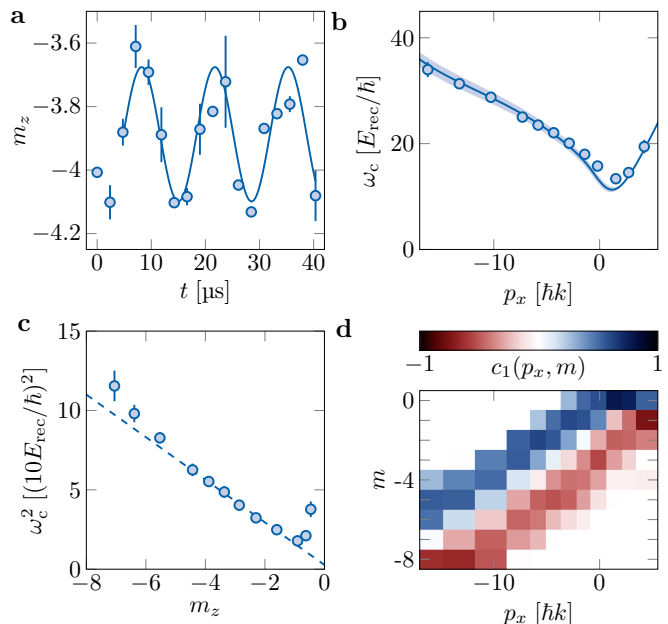 a
−3.6
−3.8
−4
−4.2
m_z
0 10 20 30 40
t [µs]
b
40
20
0
ω_c [E_rec/ħ]
−10 0
p_x [ħk]
c
15
10
5
0
ω_c^2 [(10E_rec/ħ)^2]
−8 −6 −4 −2 0
m_z
d
−1 1
c_1(p_x, m)
0
-4
-8
m
−10 0
p_x [ħk]